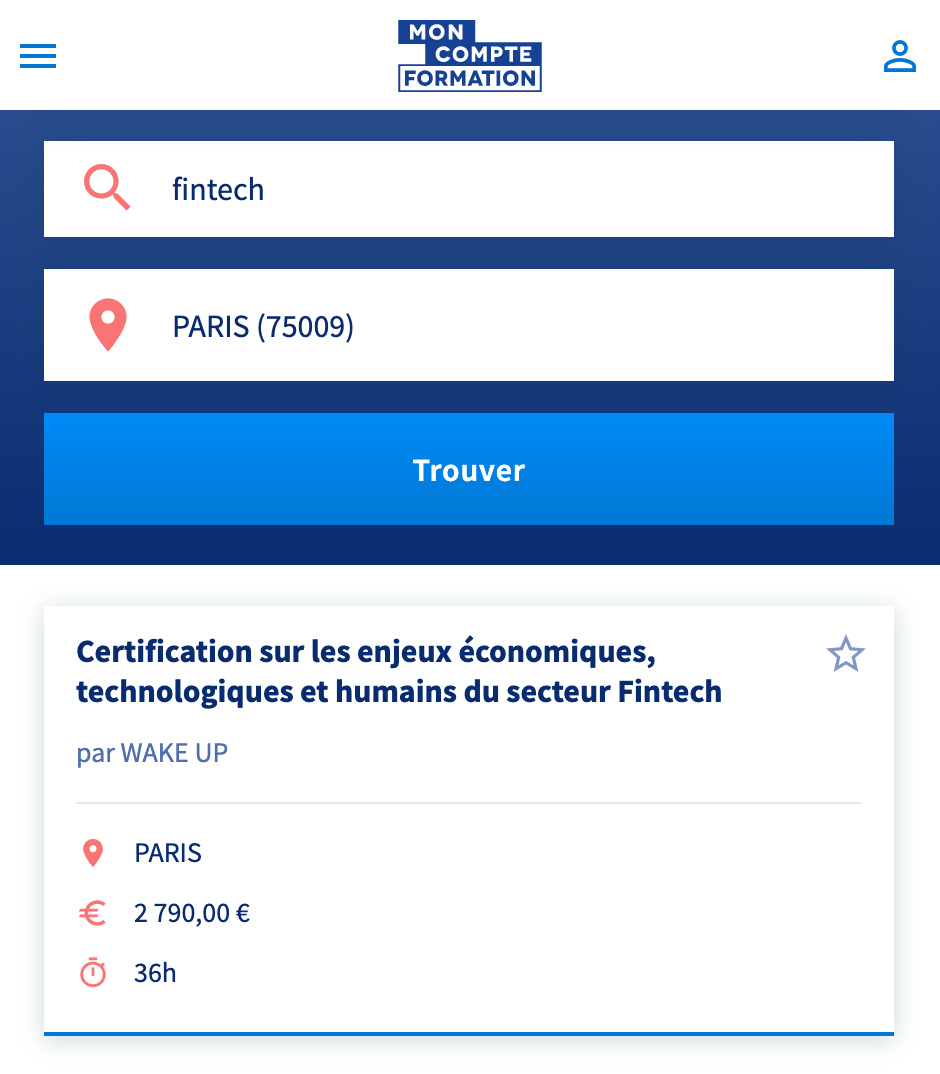 MON
COMPTE
FORMATION
fintech
PARIS (75009)
Trouver
Certification sur les enjeux économiques,
technologiques et humains du secteur Fintech
par WAKE UP
PARIS
2 790,00 €
36h